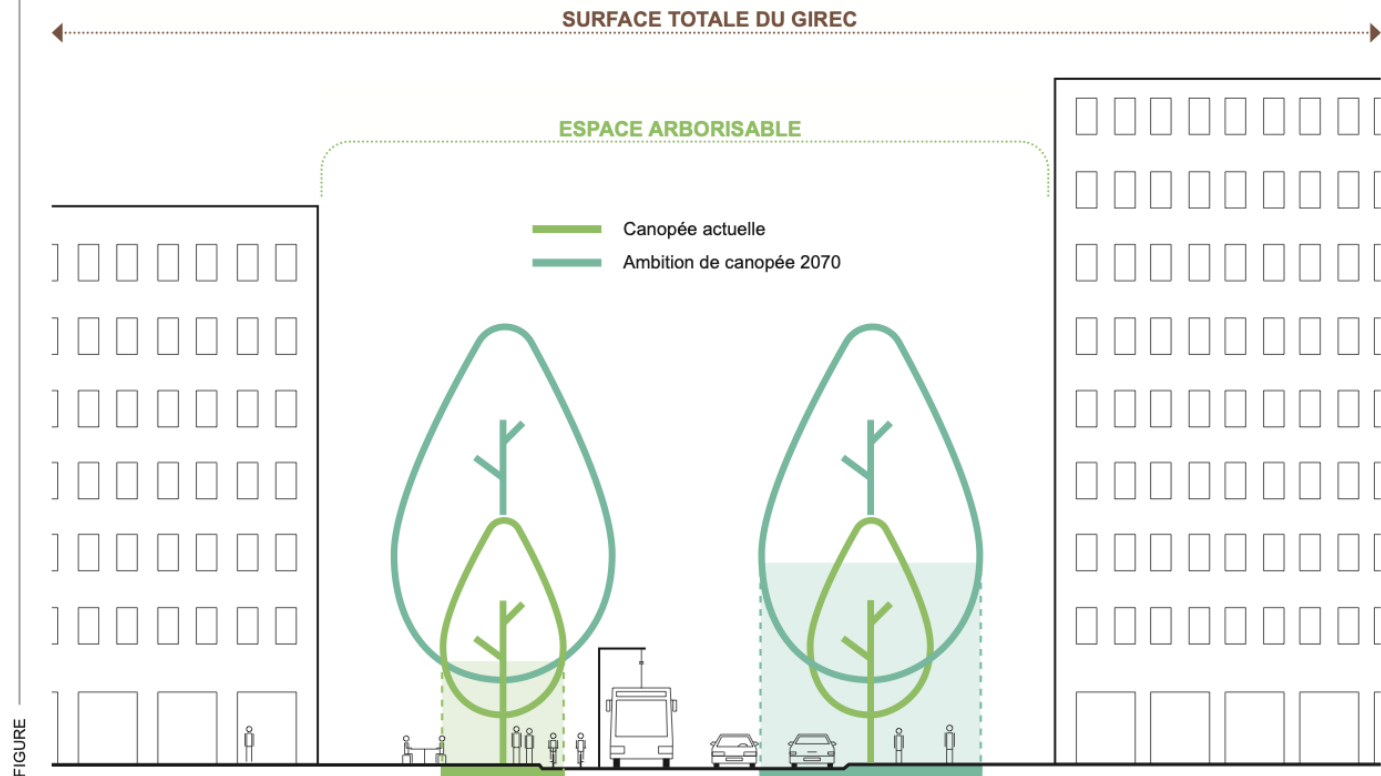 SURFACE TOTALE DU GIREC
ESPACE ARBORISABLE
Canopée actuelle
Ambition de canopée 2070
FIGURE